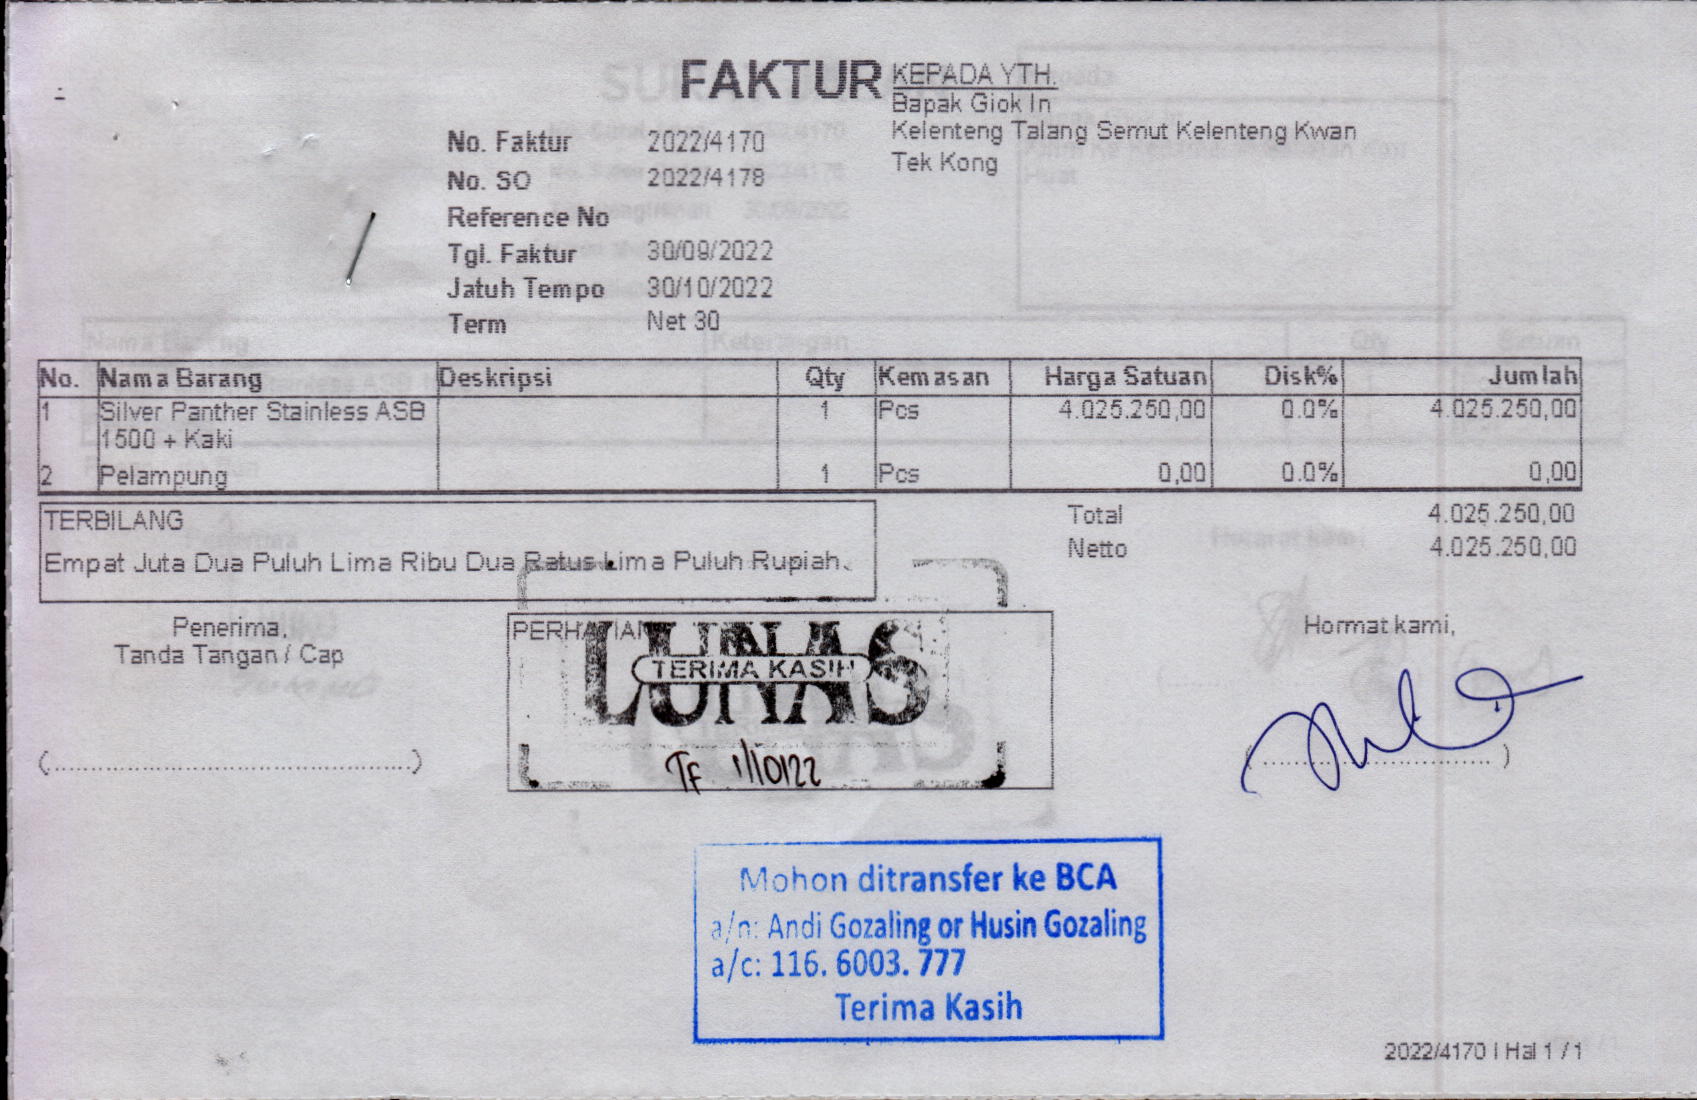 FAKTUR
KEPADA YTH.
Bapak Giok In
Kelenteng Talang Semut Kelenteng Kwan
Tek Kong
No. Faktur 2022/4170
No. SO 2022/4178
Reference No
Tgl. Faktur 30/09/2022
Jatuh Tempo 30/10/2022
Term Net 30
No. Nama Barang Deskripsi Qty Kemasan Harga Satuan Disk% Jumlah
1 Silver Panther Stainless ASB 1 Pcs 4.025.250,00 0.0% 4.025.250,00
1500 + Kaki
2 Pelampung 1 Pcs 0,00 0.0% 0,00
TERBILANG
Empat Juta Dua Puluh Lima Ribu Dua Ratus Lima Puluh Rupiah.
Total 4.025.250,00
Netto 4.025.250,00
Penerima,
Tanda Tangan / Cap
(..........................................)
PERHATIAN
LUNAS
TERIMA KASIH
TF 1/10/22
Hormat kami,
(..........................................)
Mohon ditransfer ke BCA
a/n: Andi Gozaling or Husin Gozaling
a/c: 116. 6003. 777
Terima Kasih
2022/4170 | Hal 1 / 1